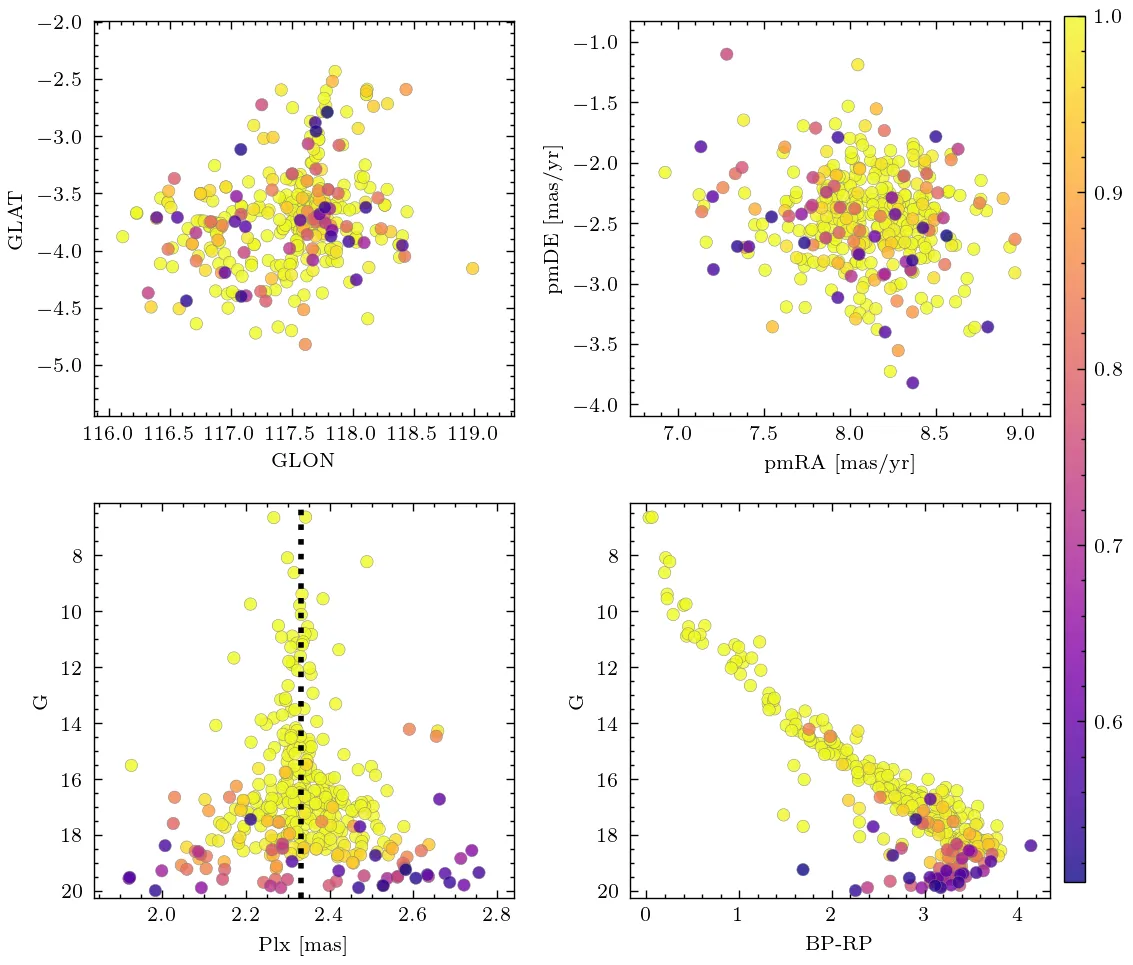 −2.0
−2.5
−3.0
−3.5
−4.0
−4.5
−5.0
GLAT
116.0 116.5 117.0 117.5 118.0 118.5 119.0
GLON
−1.0
−1.5
−2.0
−2.5
−3.0
−3.5
−4.0
pmDE [mas/yr]
7.0 7.5 8.0 8.5 9.0
pmRA [mas/yr]
1.0
0.9
0.8
0.7
0.6
8
10
12
14
16
18
20
G
2.0 2.2 2.4 2.6 2.8
Plx [mas]
8
10
12
14
16
18
20
G
0 1 2 3 4
BP-RP